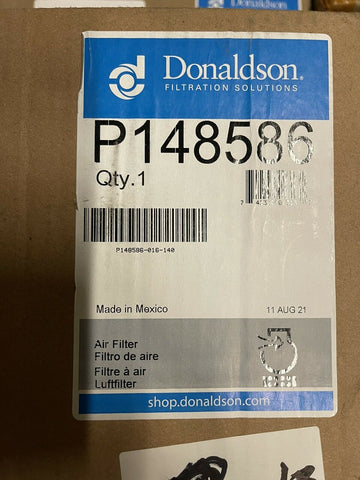 Donaldson
Donaldson®
FILTRATION SOLUTIONS
P148586
Qty.1
P148586-016-140
Made in Mexico
11 AUG 21
Air Filter
Filtro de aire
Filtre à air
Luftfilter
shop.donaldson.com